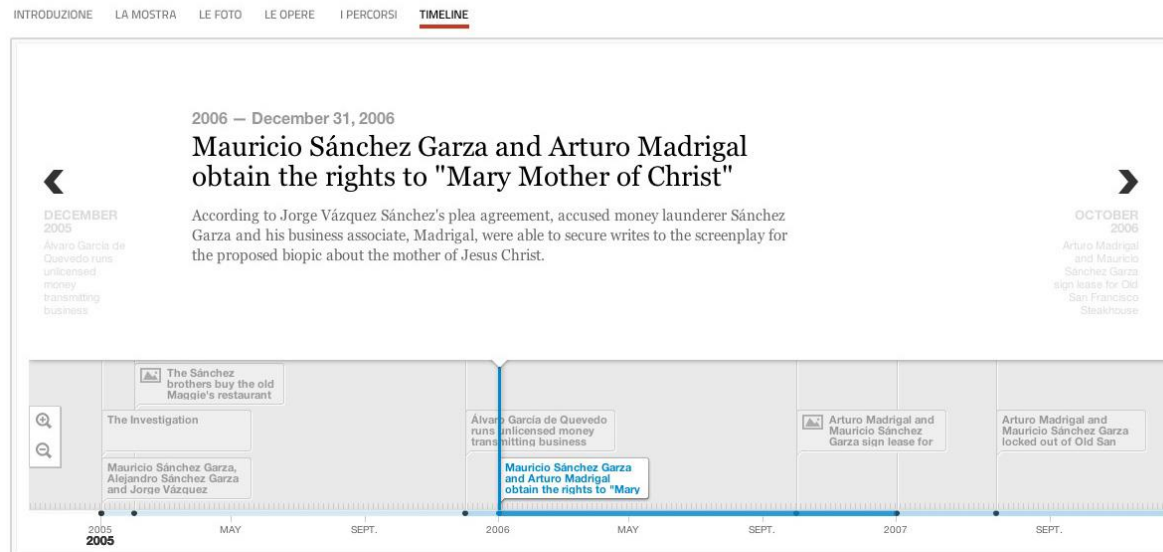 INTRODUZIONE LA MOSTRA LE FOTO LE OPERE I PERCORSI TIMELINE
2006 — December 31, 2006
Mauricio Sánchez Garza and Arturo Madrigal
obtain the rights to "Mary Mother of Christ"
According to Jorge Vázquez Sánchez's plea agreement, accused money launderer Sánchez
Garza and his business associate, Madrigal, were able to secure writes to the screenplay for
the proposed biopic about the mother of Jesus Christ.
DECEMBER
2005
Álvaro García de
Quevedo runs
unlicensed
money
transmitting
business
OCTOBER
2006
Arturo Madrigal
and Mauricio
Sánchez Garza
sign lease for Old
San Francisco
Steakhouse
The Sánchez
brothers buy the old
Maggie's restaurant
The Investigation
Mauricio Sánchez Garza,
Alejandro Sánchez Garza
and Jorge Vázquez
Álvaro García de Quevedo
runs unlicensed money
transmitting business
Mauricio Sánchez Garza
and Arturo Madrigal
obtain the rights to "Mary
Arturo Madrigal and
Mauricio Sánchez
Garza sign lease for
Arturo Madrigal and
Mauricio Sánchez Garza
locked out of Old San
2005 MAY SEPT. 2006 MAY SEPT. 2007 SEPT.
2005